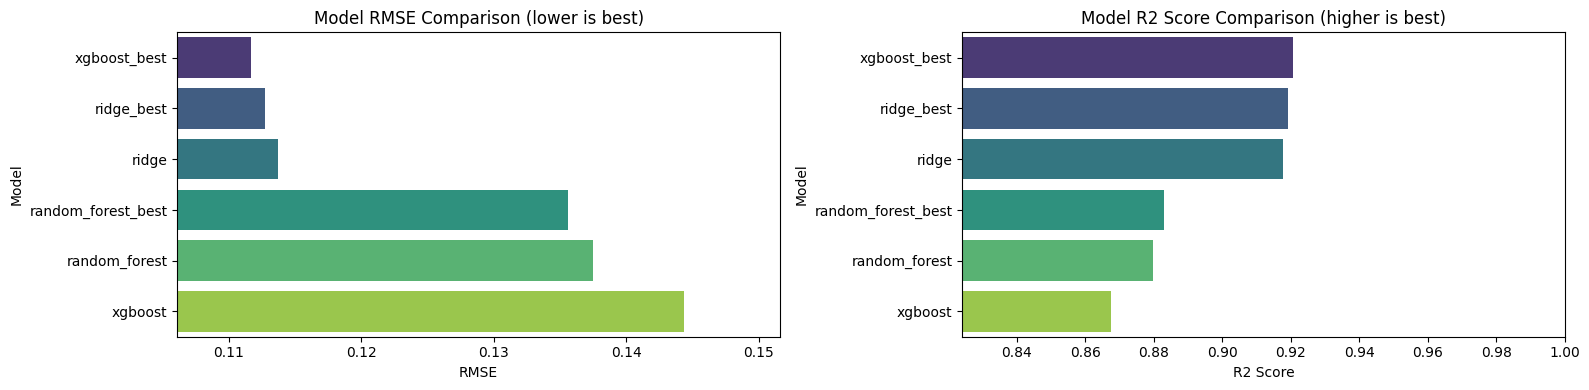 Model RMSE Comparison (lower is best)
Model
xgboost_best
ridge_best
ridge
random_forest_best
random_forest
xgboost
0.11 0.12 0.13 0.14 0.15
RMSE
Model R2 Score Comparison (higher is best)
Model
xgboost_best
ridge_best
ridge
random_forest_best
random_forest
xgboost
0.84 0.86 0.88 0.90 0.92 0.94 0.96 0.98 1.00
R2 Score